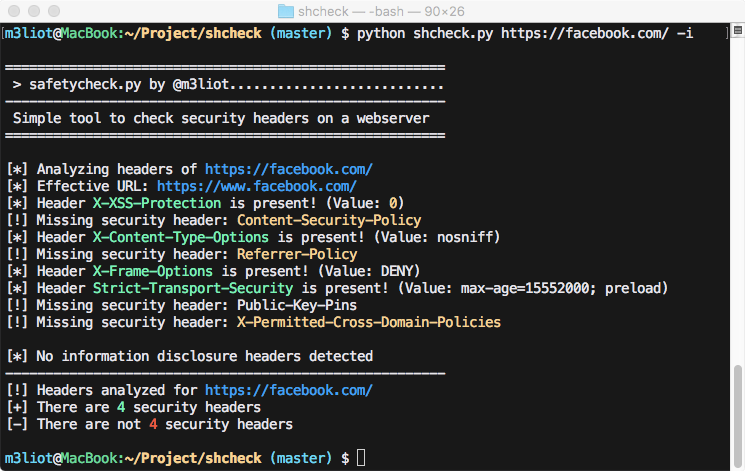 shcheck — -bash — 90×26
m3liot@MacBook:~/Project/shcheck (master) $ python shcheck.py https://facebook.com/ -i
=======================================================
> safetycheck.py by @m3liot...........................
-------------------------------------------------------
Simple tool to check security headers on a webserver
=======================================================
[*] Analyzing headers of https://facebook.com/
[*] Effective URL: https://www.facebook.com/
[*] Header X-XSS-Protection is present! (Value: 0)
[!] Missing security header: Content-Security-Policy
[*] Header X-Content-Type-Options is present! (Value: nosniff)
[!] Missing security header: Referrer-Policy
[*] Header X-Frame-Options is present! (Value: DENY)
[*] Header Strict-Transport-Security is present! (Value: max-age=15552000; preload)
[!] Missing security header: Public-Key-Pins
[!] Missing security header: X-Permitted-Cross-Domain-Policies
[*] No information disclosure headers detected
-------------------------------------------------------
[!] Headers analyzed for https://facebook.com/
[+] There are 4 security headers
[-] There are not 4 security headers
m3liot@MacBook:~/Project/shcheck (master) $